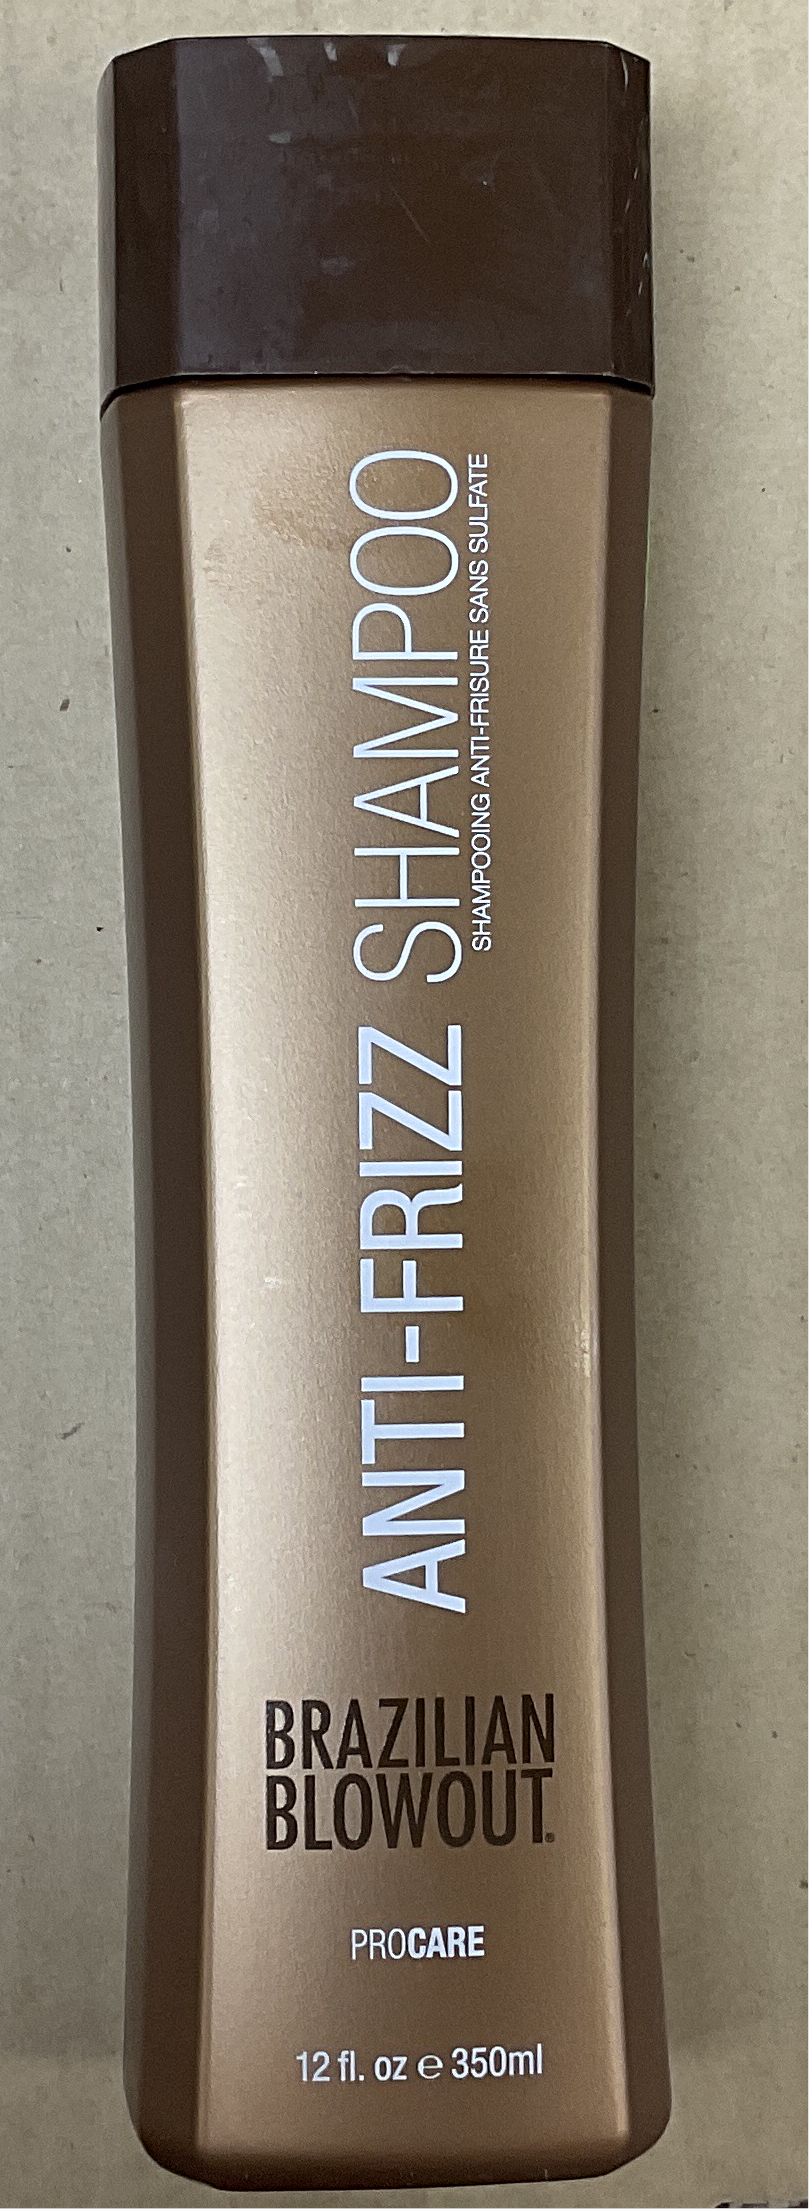 ANTI-FRIZZ SHAMPOO
SHAMPOOING ANTI-FRISURE SANS SULFATE
BRAZILIAN
BLOWOUT®
PROCARE
12 fl. oz ℮ 350ml